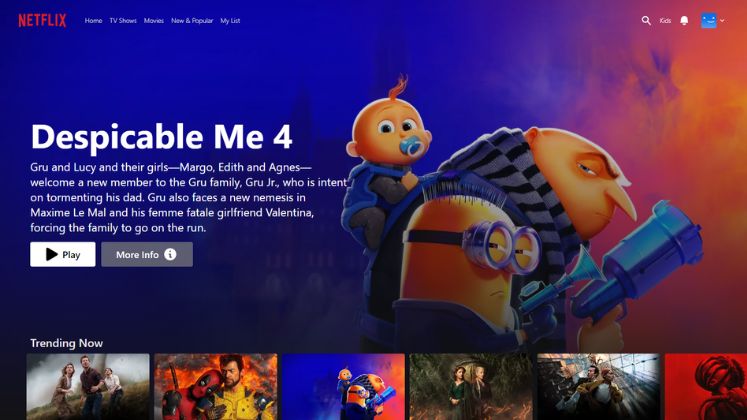 NETFLIX
Home TV Shows Movies New & Popular My List
Kids
Despicable Me 4
Gru and Lucy and their girls—Margo, Edith and Agnes—
welcome a new member to the Gru family, Gru Jr., who is intent
on tormenting his dad. Gru also faces a new nemesis in
Maxime Le Mal and his femme fatale girlfriend Valentina,
forcing the family to go on the run.
Play More Info
Trending Now